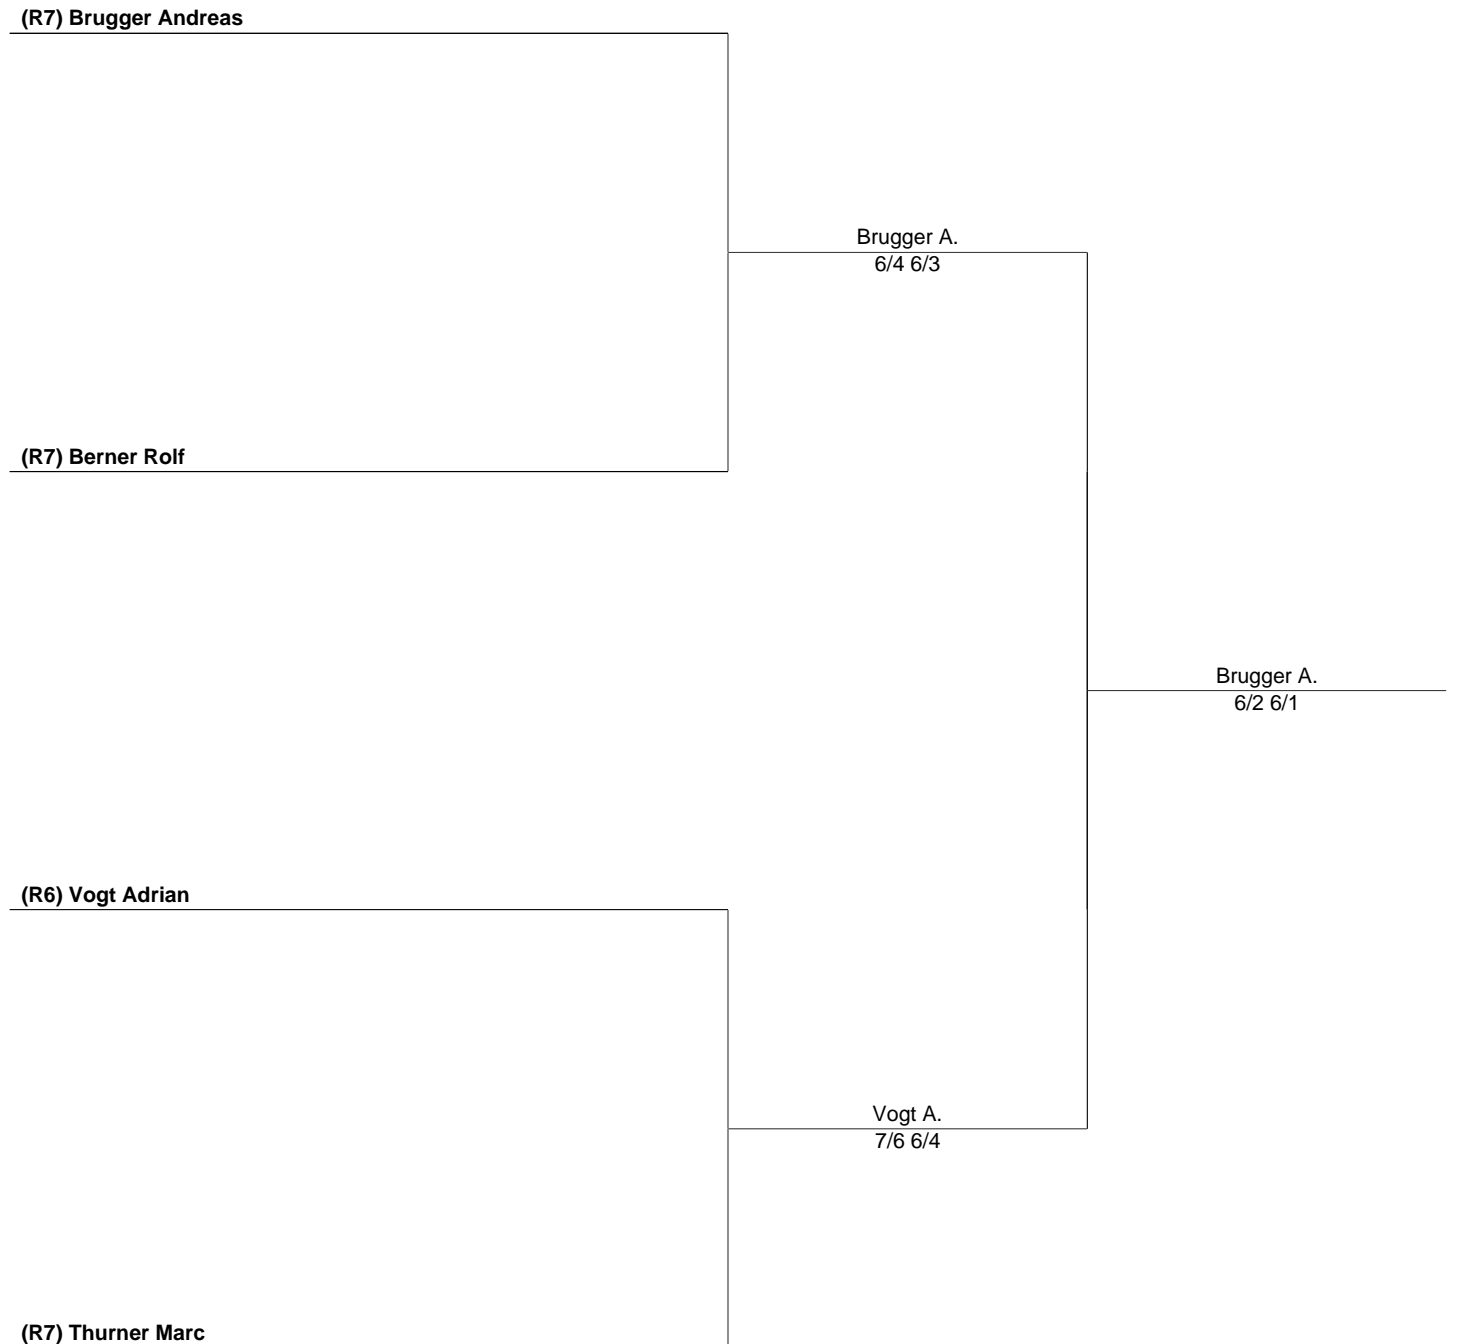 (R7) Brugger Andreas
Brugger A.
6/4 6/3
(R7) Berner Rolf
Brugger A.
6/2 6/1
(R6) Vogt Adrian
Vogt A.
7/6 6/4
(R7) Thurner Marc